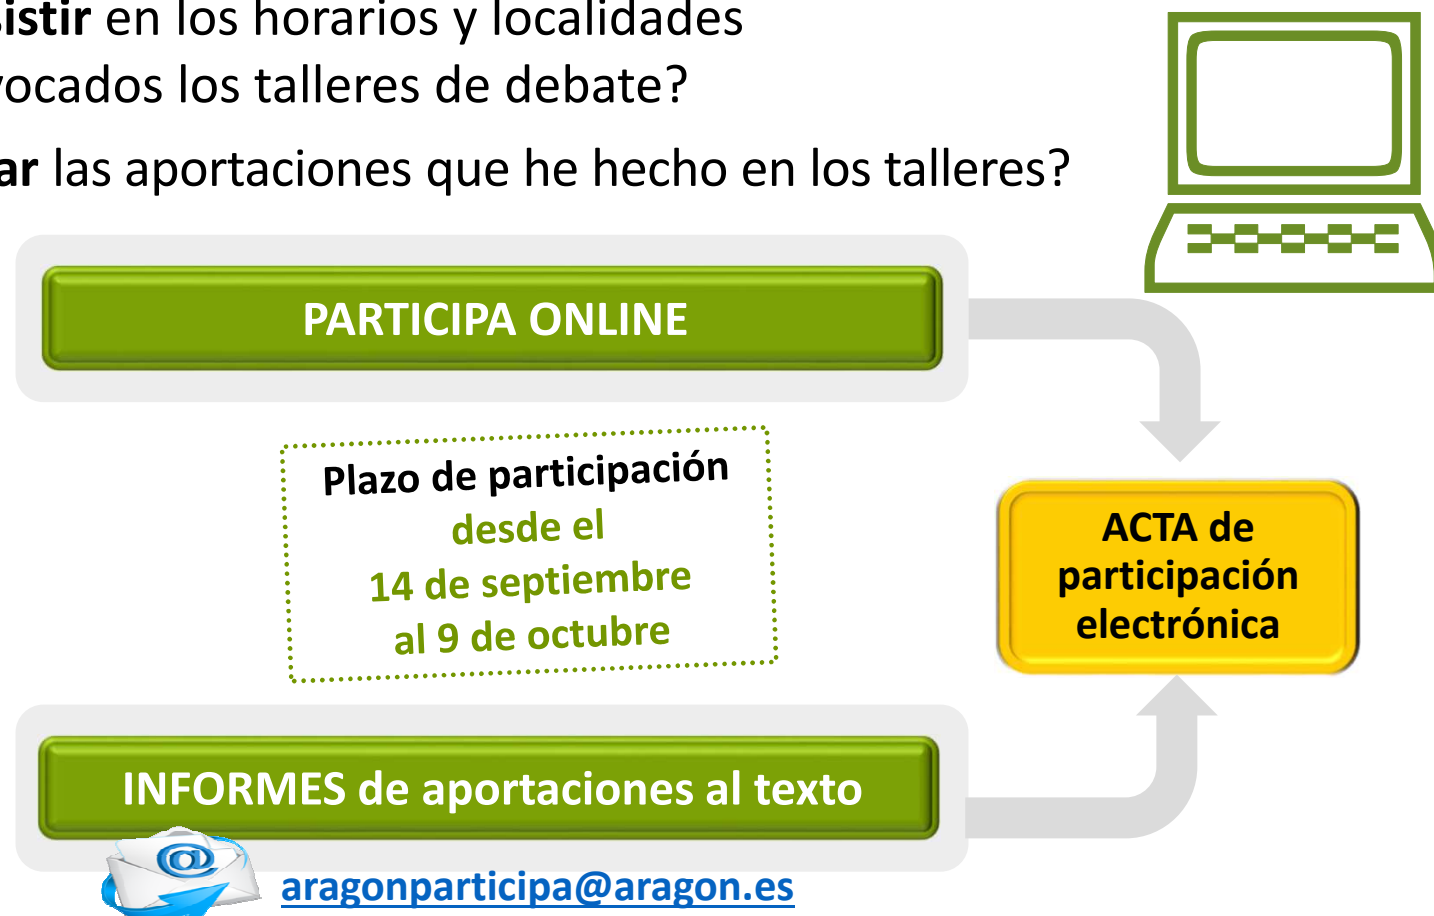 sistir en los horarios y localidades
vocados los talleres de debate?
ar las aportaciones que he hecho en los talleres?
PARTICIPA ONLINE
Plazo de participación
desde el
14 de septiembre
al 9 de octubre
ACTA de
participación
electrónica
INFORMES de aportaciones al texto
@
aragonparticipa@aragon.es